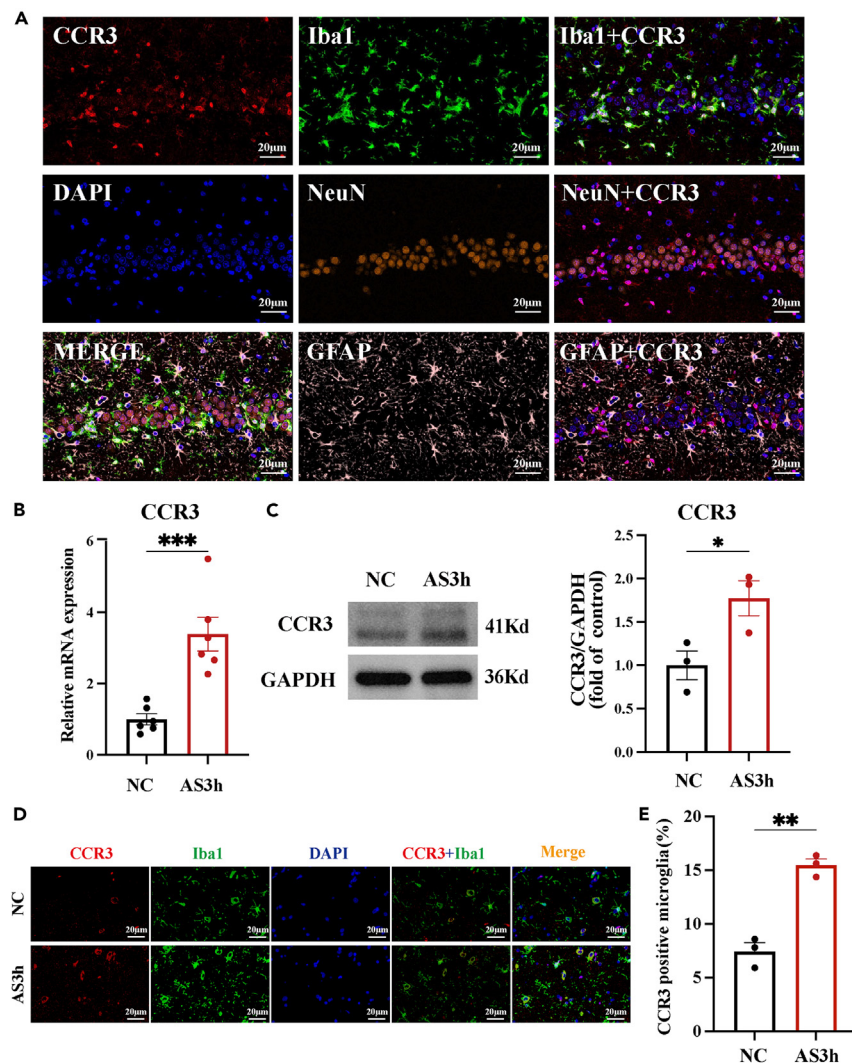 A
CCR3 Iba1 Iba1+CCR3
20μm 20μm 20μm
DAPI NeuN NeuN+CCR3
20μm 20μm 20μm
MERGE GFAP GFAP+CCR3
20μm 20μm 20μm
B
CCR3
***
Relative mRNA expression
6
4
2
0
NC AS3h
C
NC AS3h
CCR3 41Kd
GAPDH 36Kd
CCR3
*
CCR3/GAPDH
(fold of control)
2.5
2.0
1.5
1.0
0.5
0.0
NC AS3h
D
CCR3 Iba1 DAPI CCR3+Iba1 Merge
NC
20μm 20μm 20μm 20μm 20μm
AS3h
20μm 20μm 20μm 20μm 20μm
E
**
CCR3 positive microglia(%)
20
15
10
5
0
NC AS3h